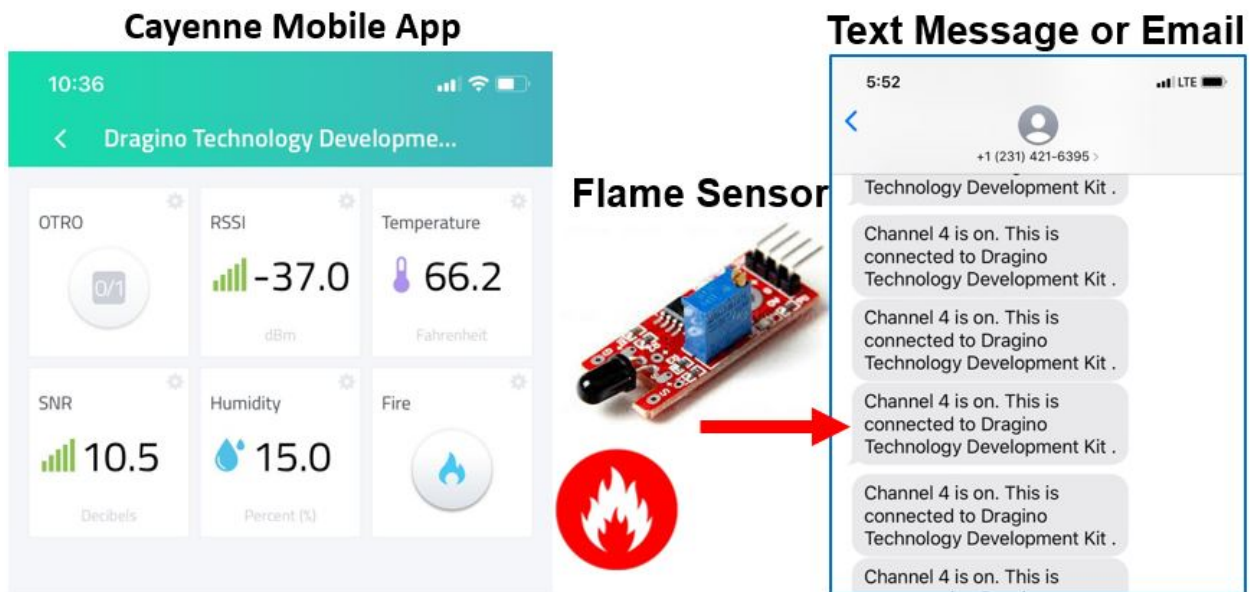 Cayenne Mobile App
10:36
Dragino Technology Developme...
OTRO
0/1
RSSI
-37.0
dBm
Temperature
66.2
Fahrenheit
SNR
10.5
Decibels
Humidity
15.0
Percent (%)
Fire
Flame Sensor
Text Message or Email
5:52
LTE
+1 (231) 421-6395 >
Technology Development Kit .
Channel 4 is on. This is
connected to Dragino
Technology Development Kit .
Channel 4 is on. This is
connected to Dragino
Technology Development Kit .
Channel 4 is on. This is
connected to Dragino
Technology Development Kit .
Channel 4 is on. This is
connected to Dragino
Technology Development Kit .
Channel 4 is on. This is